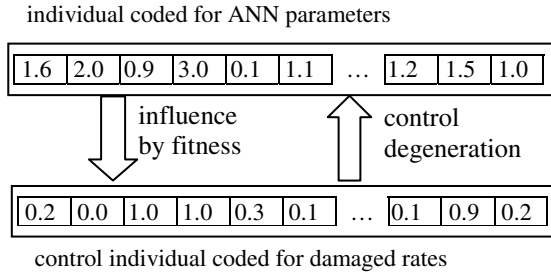 individual coded for ANN parameters
1.6 2.0 0.9 3.0 0.1 1.1 ... 1.2 1.5 1.0
influence by fitness
control degeneration
0.2 0.0 1.0 1.0 0.3 0.1 ... 0.1 0.9 0.2
control individual coded for damaged rates